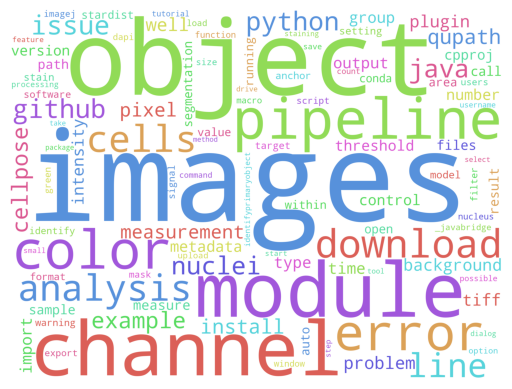 imagej tutorial
stardist
feature dapi load function
issue well python group plugin
version setting qupath
path size
object
stain conda cpproj
segmentation running output java call
software staining save anchor area users
processing drive count number
github pixel macro script username
pipeline
take
cells value target threshold files
package method
cellpose intensity images
signal command model select
green within control filter result
identifyprimaryobject
measurement open nucleus javabridge
identify metadata
color nuclei type download
small upload start time tool possible
format mask background
analysis module
measure tiff
sample
import example install auto error dialog
warning option
channel problem line
export window step